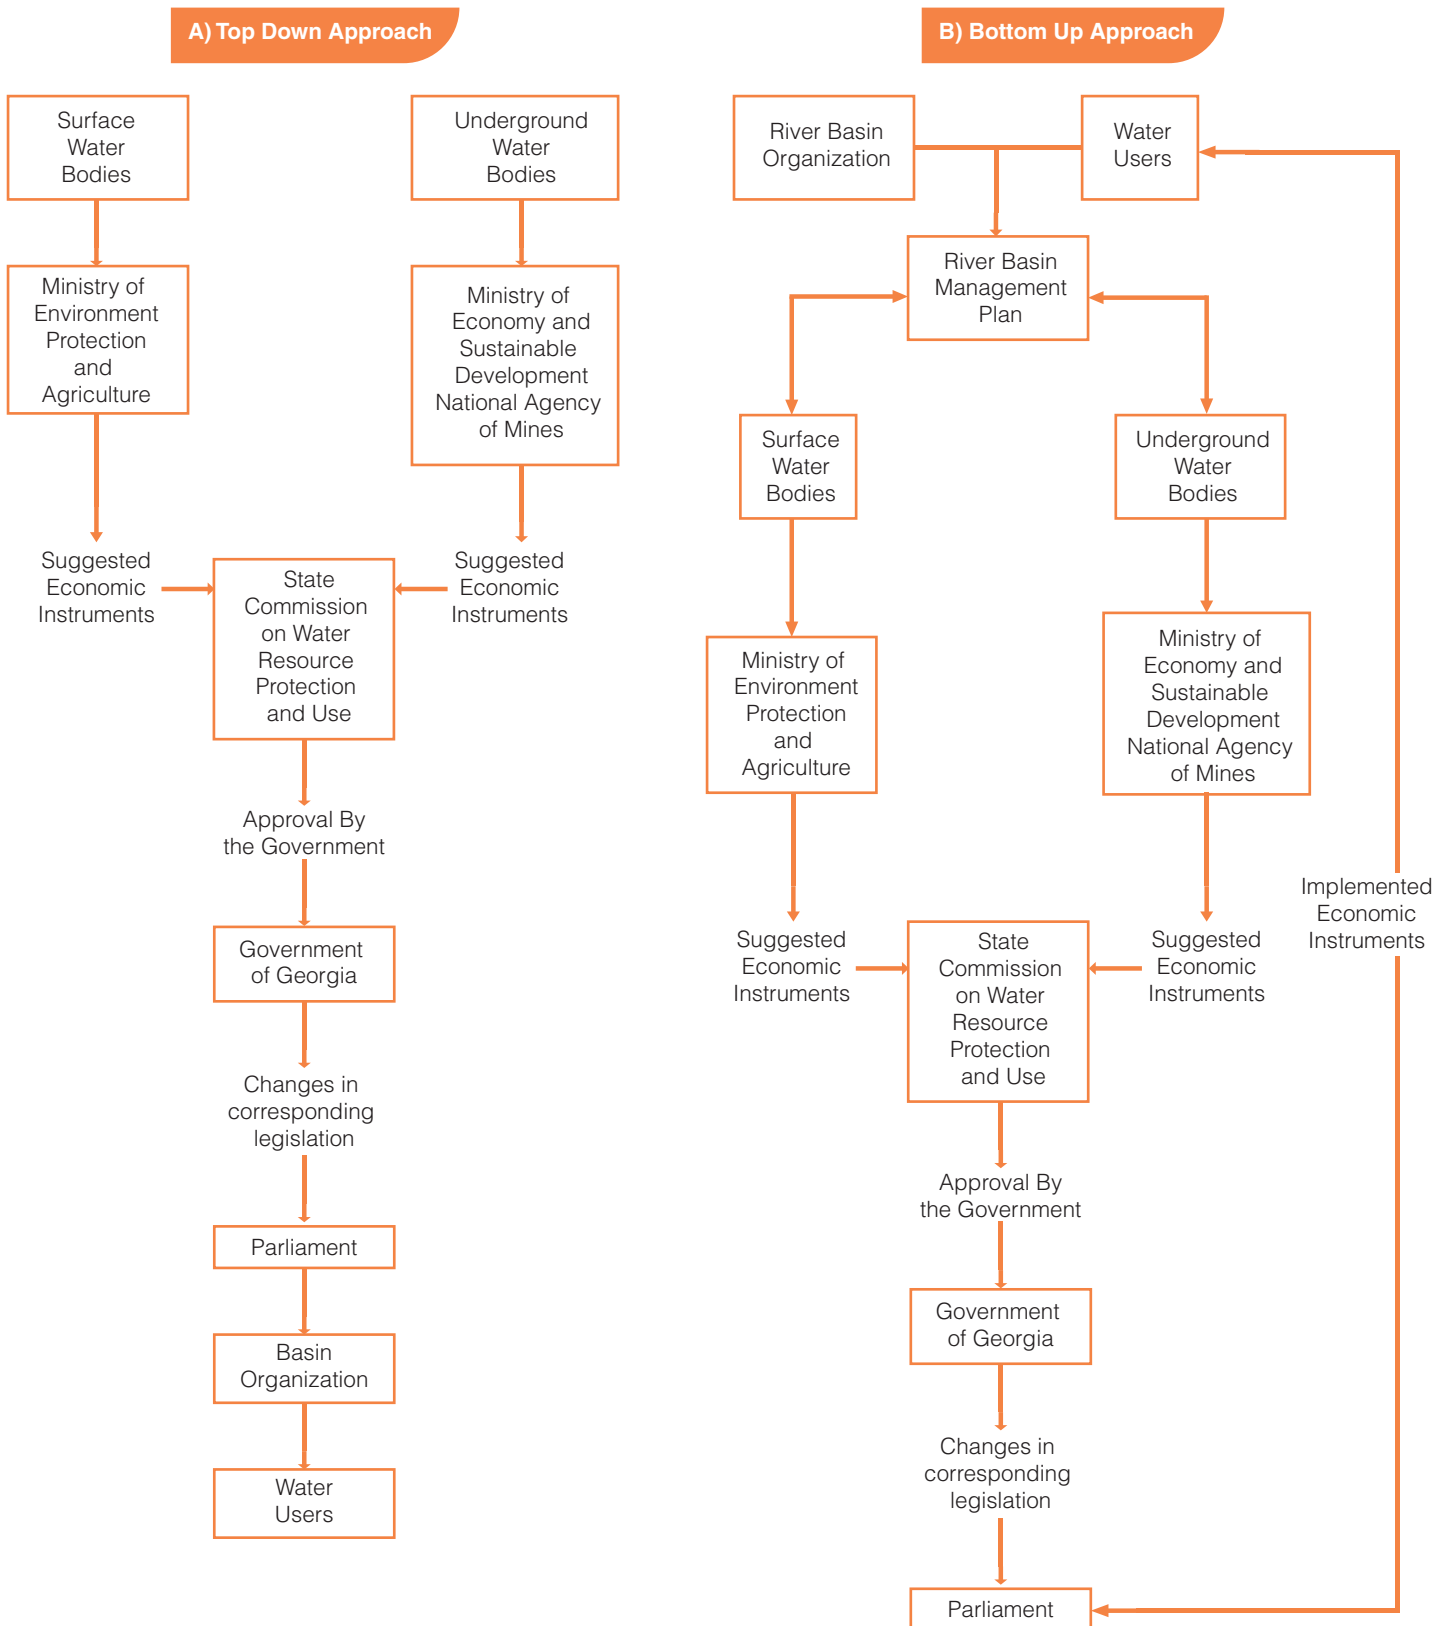 A) Top Down Approach
Surface
Water
Bodies
Underground
Water
Bodies
Ministry of
Environment
Protection
and
Agriculture
Ministry of
Economy and
Sustainable
Development
National Agency
of Mines
Suggested
Economic
Instruments
State
Commission
on Water
Resource
Protection
and Use
Suggested
Economic
Instruments
Approval By
the Government
Government
of Georgia
Changes in
corresponding
legislation
Parliament
Basin
Organization
Water
Users
B) Bottom Up Approach
River Basin
Organization
Water
Users
River Basin
Management
Plan
Surface
Water
Bodies
Underground
Water
Bodies
Ministry of
Environment
Protection
and
Agriculture
Ministry of
Economy and
Sustainable
Development
National Agency
of Mines
Suggested
Economic
Instruments
State
Commission
on Water
Resource
Protection
and Use
Suggested
Economic
Instruments
Implemented
Economic
Instruments
Approval By
the Government
Government
of Georgia
Changes in
corresponding
legislation
Parliament